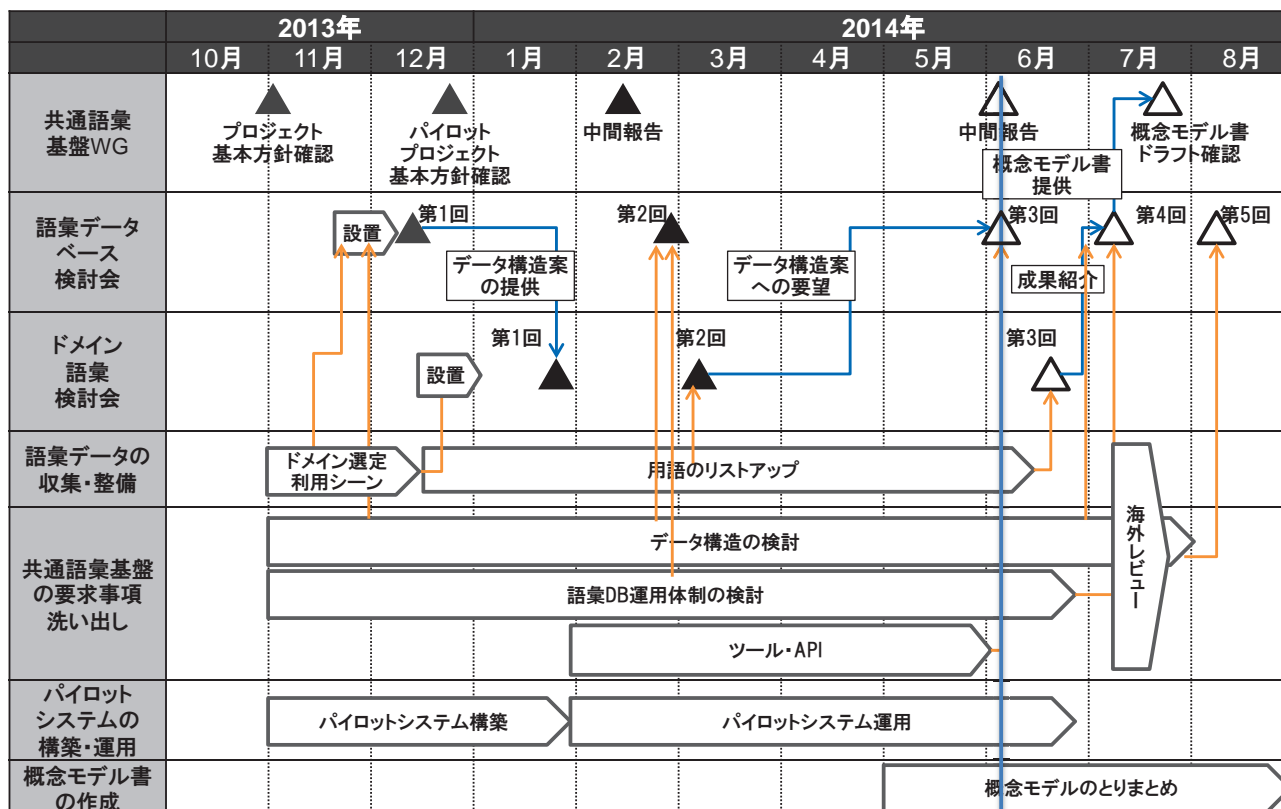 2013年
2014年
10月
11月
12月
1月
2月
3月
4月
5月
6月
7月
8月
共通語彙
基盤WG
プロジェクト
基本方針確認
パイロット
プロジェクト
基本方針確認
中間報告
中間報告
概念モデル書
ドラフト確認
概念モデル書
提供
語彙データ
ベース
検討会
設置
第1回
第2回
第3回
第4回
第5回
データ構造案
の提供
データ構造案
への要望
成果紹介
ドメイン
語彙
検討会
設置
第1回
第2回
第3回
語彙データの
収集・整備
ドメイン選定
利用シーン
用語のリストアップ
共通語彙基盤
の要求事項
洗い出し
データ構造の検討
語彙DB運用体制の検討
ツール・API
海外レビュー
パイロット
システムの
構築・運用
パイロットシステム構築
パイロットシステム運用
概念モデル書
の作成
概念モデルのとりまとめ